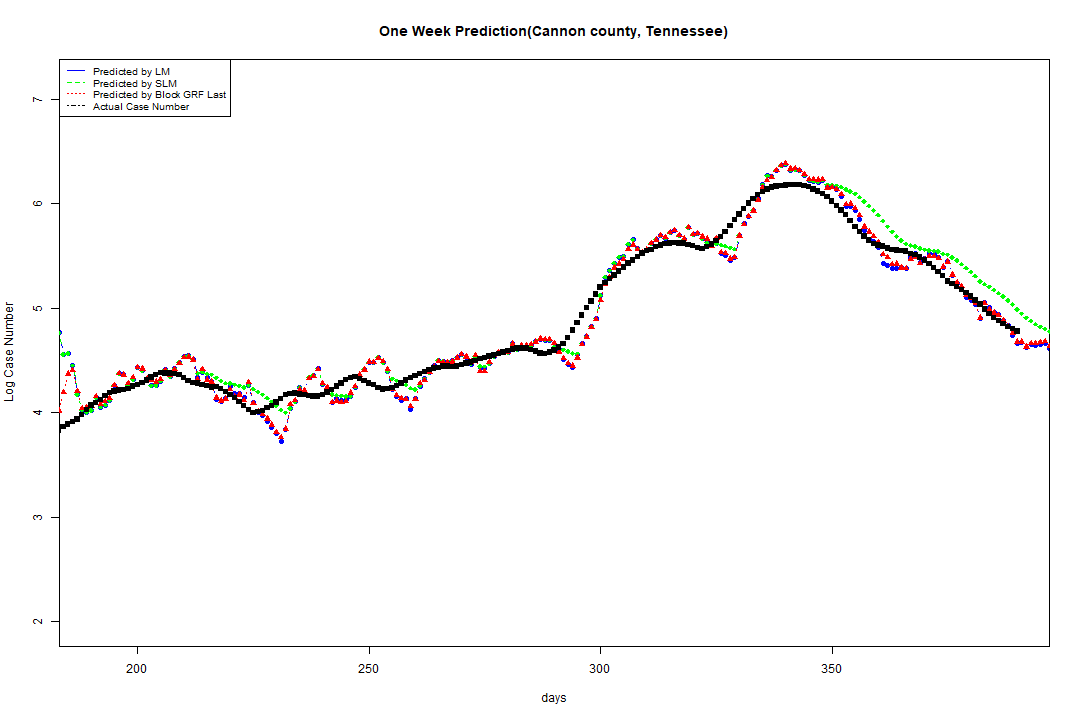 One Week Prediction(Cannon county, Tennessee)
Predicted by LM
Predicted by SLM
Predicted by Block GRF Last
Actual Case Number
7
6
5
4
3
2
Log Case Number
200 250 300 350
days